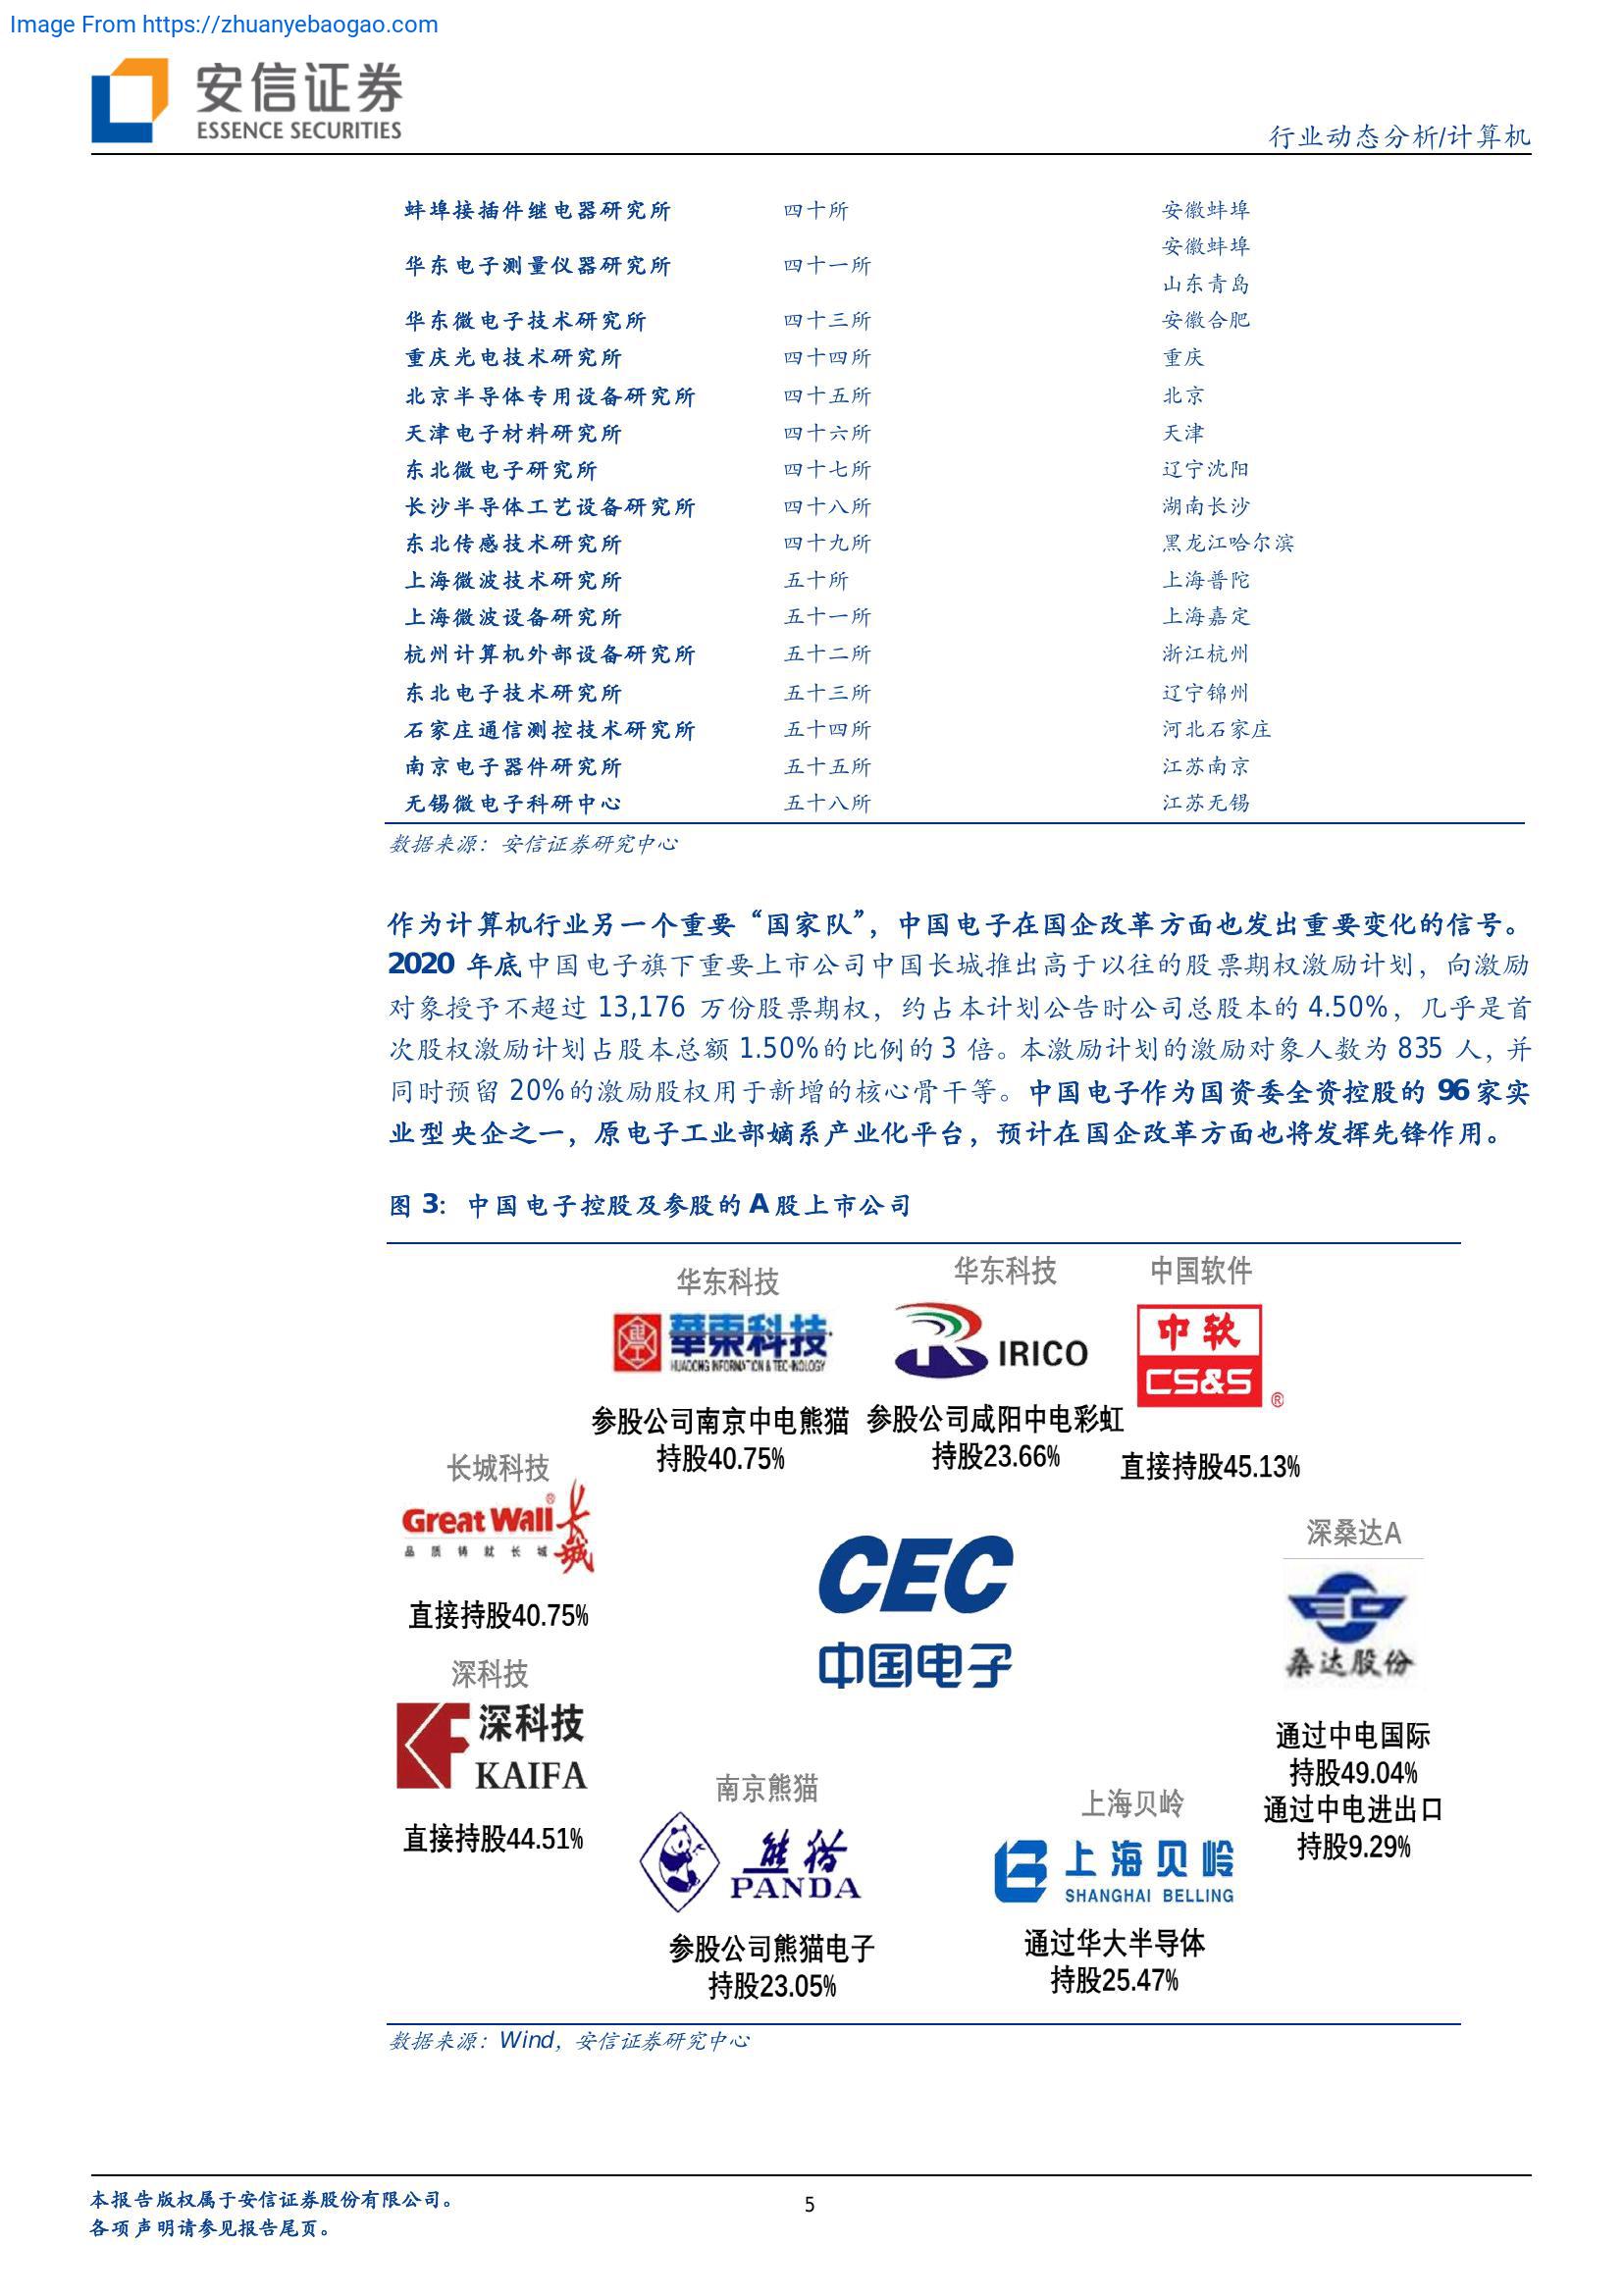 Image From https://zhuanyebaogao.com
安信证券
ESSENCE SECURITIES
行业动态分析/计算机
蚌埠接插件继电器研究所 四十所 安徽蚌埠
华东电子测量仪器研究所 四十一所 安徽蚌埠
山东青岛
华东微电子技术研究所 四十三所 安徽合肥
重庆光电技术研究所 四十四所 重庆
北京半导体专用设备研究所 四十五所 北京
天津电子材料研究所 四十六所 天津
东北微电子研究所 四十七所 辽宁沈阳
长沙半导体工艺设备研究所 四十八所 湖南长沙
东北传感技术研究所 四十九所 黑龙江哈尔滨
上海微波技术研究所 五十所 上海普陀
上海微波设备研究所 五十一所 上海嘉定
杭州计算机外部设备研究所 五十二所 浙江杭州
东北电子技术研究所 五十三所 辽宁锦州
石家庄通信测控技术研究所 五十四所 河北石家庄
南京电子器件研究所 五十五所 江苏南京
无锡微电子科研中心 五十八所 江苏无锡
数据来源：安信证券研究中心
作为计算机行业另一个重要“国家队”，中国电子在国企改革方面也发出重要变化的信号。
2020 年底中国电子旗下重要上市公司中国长城推出高于以往的股票期权激励计划，向激励
对象授予不超过 13,176 万份股票期权，约占本计划公告时公司总股本的 4.50%，几乎是首
次股权激励计划占股本总额 1.50%的比例的 3 倍。本激励计划的激励对象人数为 835 人，并
同时预留 20%的激励股权用于新增的核心骨干等。中国电子作为国资委全资控股的 96 家实
业型央企之一，原电子工业部嫡系产业化平台，预计在国企改革方面也将发挥先锋作用。
图 3：中国电子控股及参股的 A 股上市公司
华东科技
華東科技
HUADONG INFORMATION & TECHNOLOGY
参股公司南京中电熊猫
持股40.75%
华东科技
IRICO
参股公司咸阳中电彩虹
持股23.66%
中国软件
中软
CS&S
®
直接持股45.13%
长城科技
Great Wall® 长城
品质铸就长城
直接持股40.75%
CEC
中国电子
深桑达A
桑达股份
通过中电国际
持股49.04%
通过中电进出口
持股9.29%
深科技
深科技
KAIFA
直接持股44.51%
南京熊猫
熊猫
PANDA
参股公司熊猫电子
持股23.05%
上海贝岭
上海贝岭
SHANGHAI BELLING
通过华大半导体
持股25.47%
数据来源：Wind，安信证券研究中心
本报告版权属于安信证券股份有限公司。
各项声明请参见报告尾页。
5